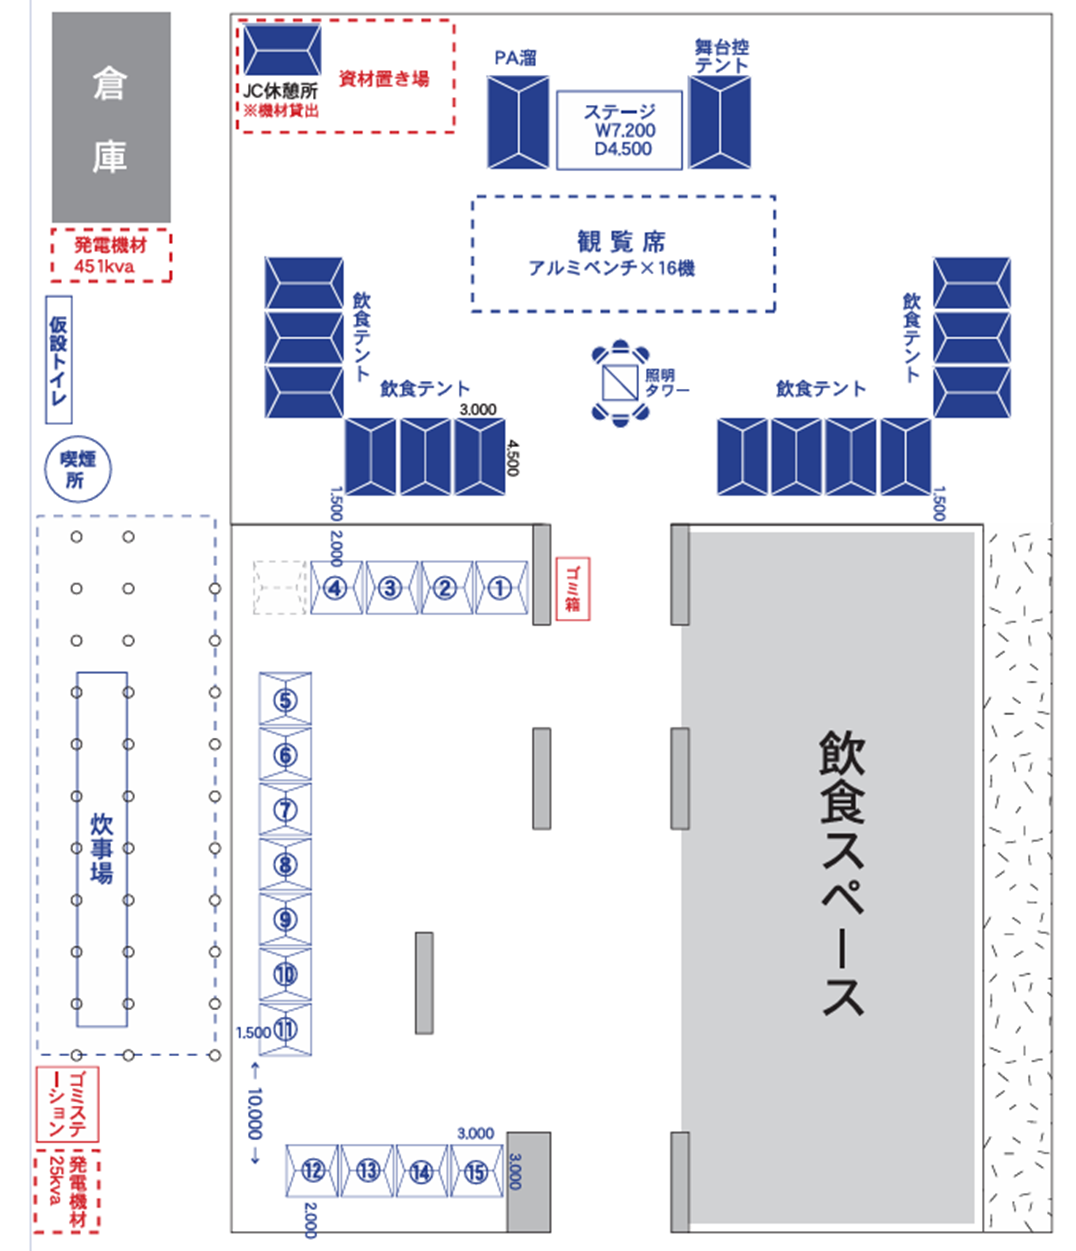 倉庫
発電機材
451kva
仮設トイレ
喫煙
所
炊事場
ゴミステ
ーション
発電機材
25kva
JC休憩所
※機材貸出
資材置き場
PA溜
ステージ
W7.200
D4.500
舞台控
テント
観覧席
アルミベンチ×16機
飲食テント
飲食テント
3.000
4.500
1.500
照明
タワー
飲食テント
飲食テント
1.500
2.000
④
③
②
①
ゴミ箱
⑤
⑥
⑦
⑧
⑨
⑩
1.500
⑪
←10.000→
3.000
⑫
⑬
⑭
⑮
3.000
2.000
飲食スペース